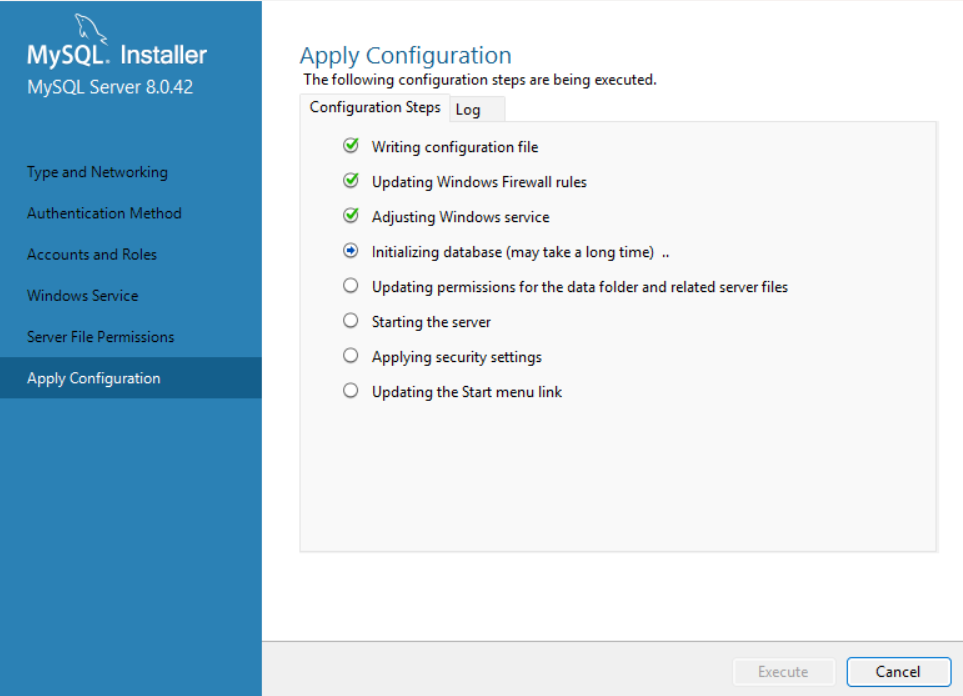 MySQL. Installer
MySQL Server 8.0.42
Type and Networking
Authentication Method
Accounts and Roles
Windows Service
Server File Permissions
Apply Configuration
Apply Configuration
The following configuration steps are being executed.
Configuration Steps
Log
Writing configuration file
Updating Windows Firewall rules
Adjusting Windows service
Initializing database (may take a long time) ..
Updating permissions for the data folder and related server files
Starting the server
Applying security settings
Updating the Start menu link
Execute
Cancel